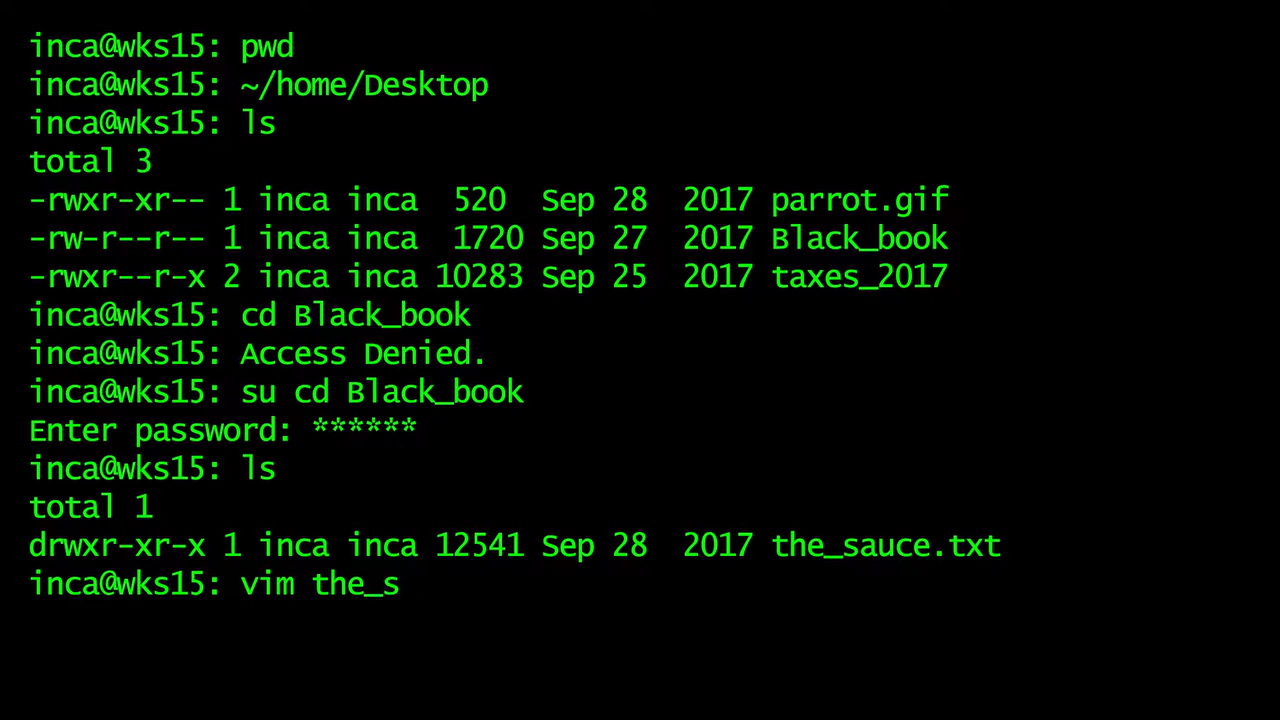 inca@wks15: pwd
inca@wks15: ~/home/Desktop
inca@wks15: ls
total 3
-rwxr-xr-- 1 inca inca  520  Sep 28  2017 parrot.gif
-rw-r--r-- 1 inca inca  1720 Sep 27  2017 Black_book
-rwxr--r-x 2 inca inca 10283 Sep 25  2017 taxes_2017
inca@wks15: cd Black_book
inca@wks15: Access Denied.
inca@wks15: su cd Black_book
Enter password: ******
inca@wks15: ls
total 1
drwxr-xr-x 1 inca inca 12541 Sep 28  2017 the_sauce.txt
inca@wks15: vim the_s